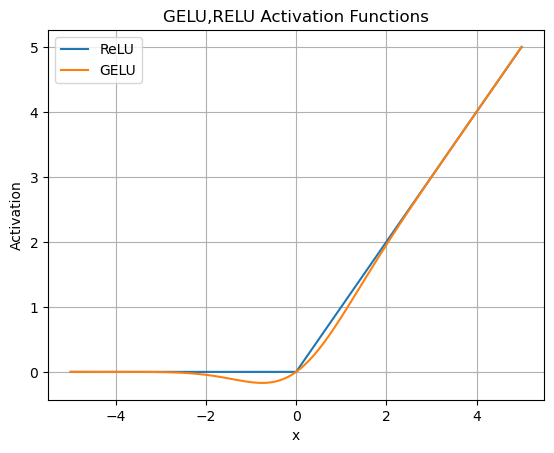 GELU,RELU Activation Functions
ReLU
GELU
5
4
3
2
1
0
Activation
−4
−2
0
2
4
x